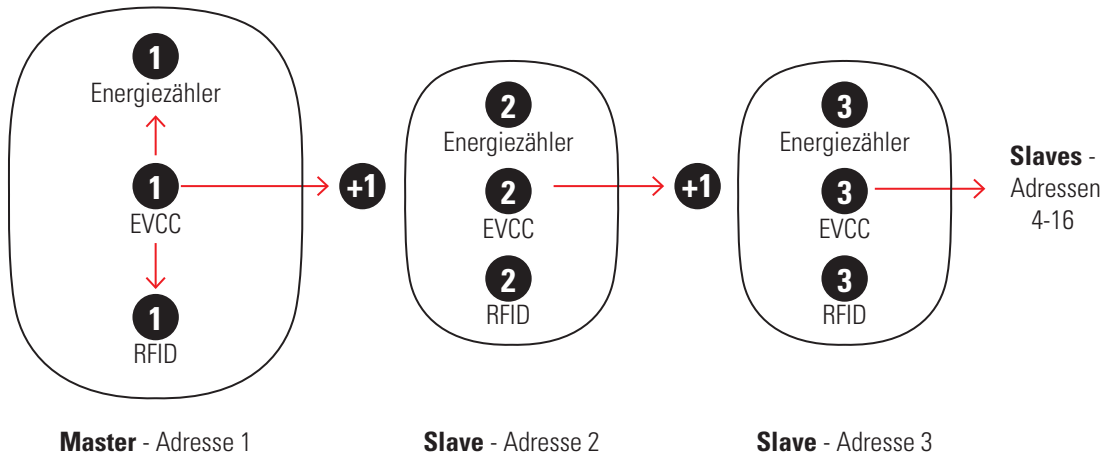 1
Energiezähler
1
EVCC
1
RFID
Master - Adresse 1
+1
2
Energiezähler
2
EVCC
2
RFID
Slave - Adresse 2
+1
3
Energiezähler
3
EVCC
3
RFID
Slave - Adresse 3
Slaves -
Adressen
4-16